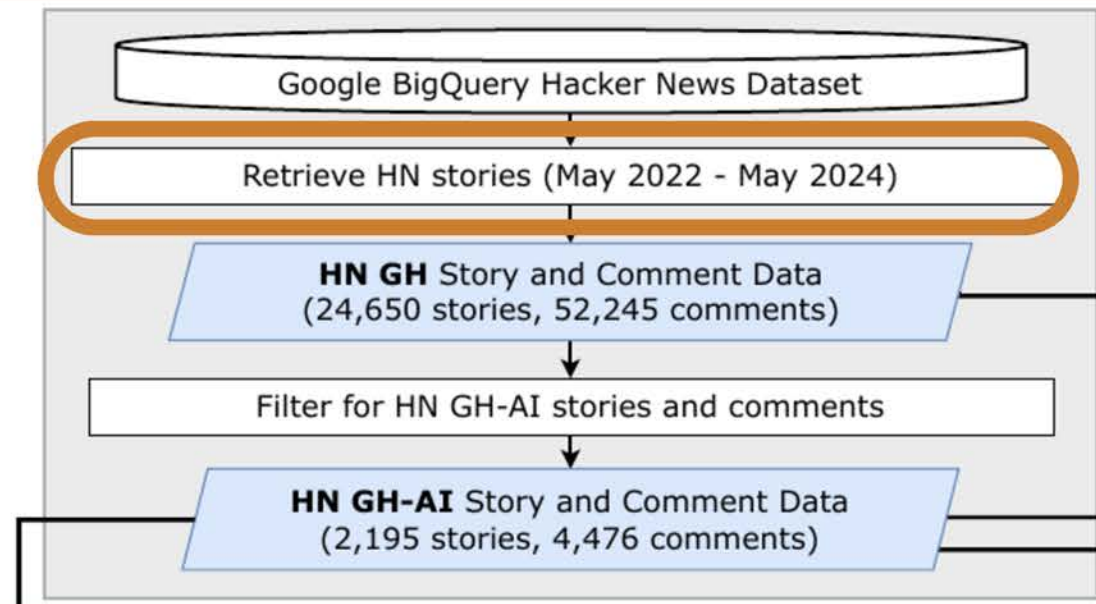 Google BigQuery Hacker News Dataset
Retrieve HN stories (May 2022 - May 2024)
HN GH Story and Comment Data
(24,650 stories, 52,245 comments)
Filter for HN GH-AI stories and comments
HN GH-AI Story and Comment Data
(2,195 stories, 4,476 comments)